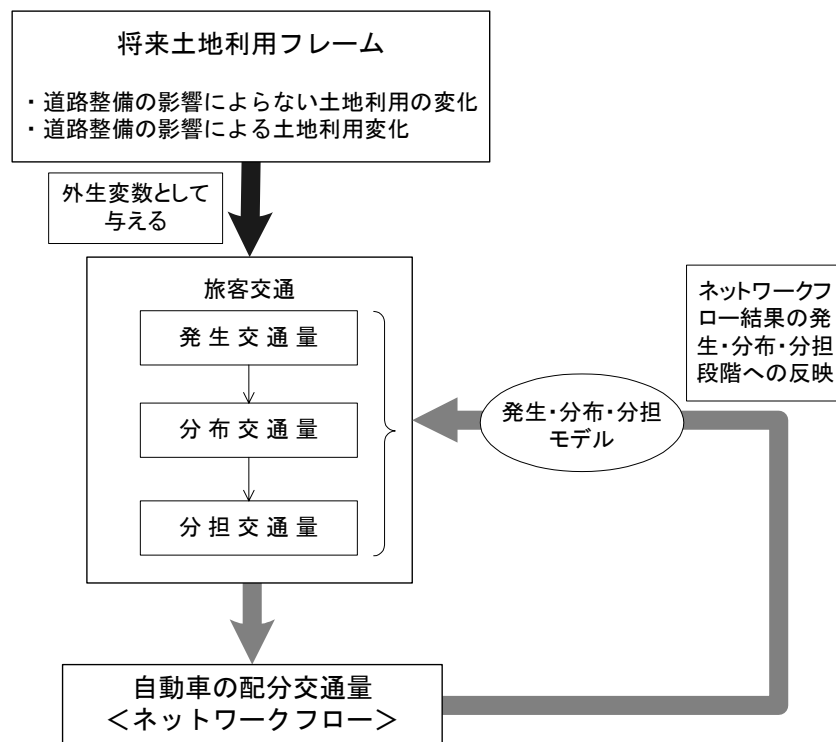 将来土地利用フレーム
・道路整備の影響によらない土地利用の変化
・道路整備の影響による土地利用変化
外生変数として
与える
旅客交通
発生交通量
分布交通量
分担交通量
発生・分布・分担
モデル
ネットワークフ
ロー結果の発
生・分布・分担
段階への反映
自動車の配分交通量
＜ネットワークフロー＞